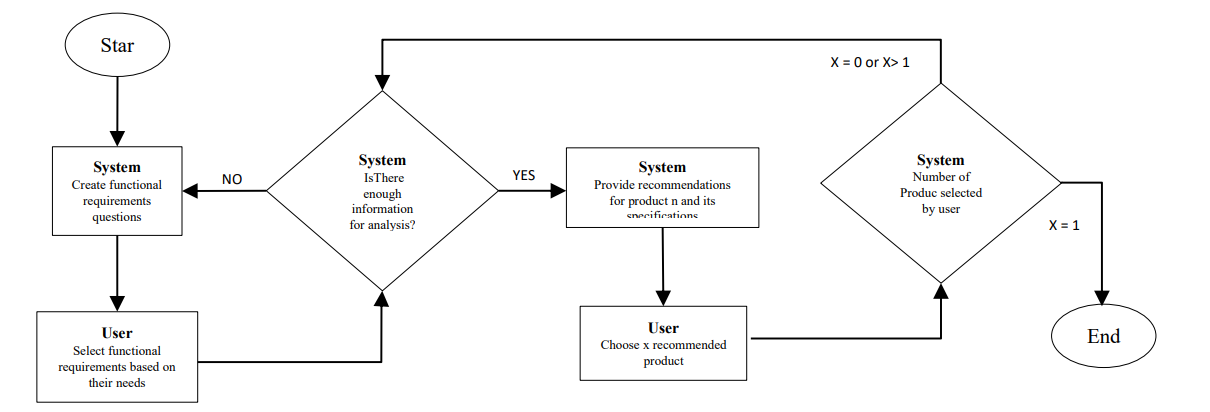 Star
System
Create functional
requirements
questions
User
Select functional
requirements based on
their needs
NO
System
IsThere
enough
information
for analysis?
YES
System
Provide recommendations
for product n and its
specifications
User
Choose x recommended
product
X = 0 or X> 1
System
Number of
Produc selected
by user
X = 1
End